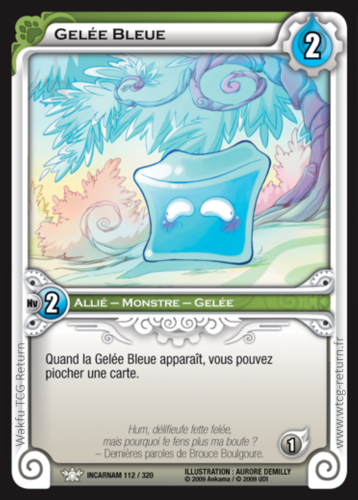 Gelée Bleue
2
Nv 2 Allié – Monstre – Gelée
Quand la Gelée Bleue apparaît, vous pouvez
piocher une carte.
Hum, délifieufe fette felée,
mais pourquoi fe fens plus ma boufe ?
– Dernières paroles de Brouce Boulgoure.
1
INCARNAM 112 / 320
ILLUSTRATION : AURORE DEMILLY
© 2009 Ankama / © 2009 UDI
Wakfu TCG Return
www.wtcg-return.fr